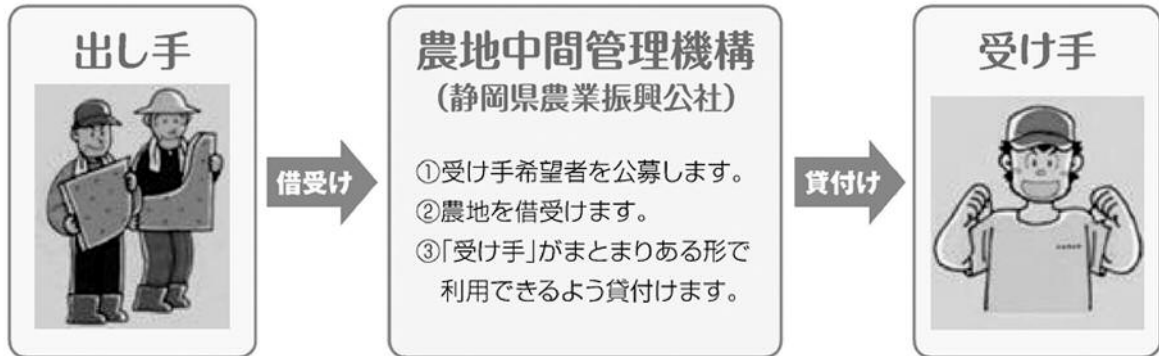 出し手
借受け
農地中間管理機構
(静岡県農業振興公社)
①受け手希望者を公募します。
②農地を借受けます。
③「受け手」がまとまりある形で
利用できるよう貸付けます。
貸付け
受け手